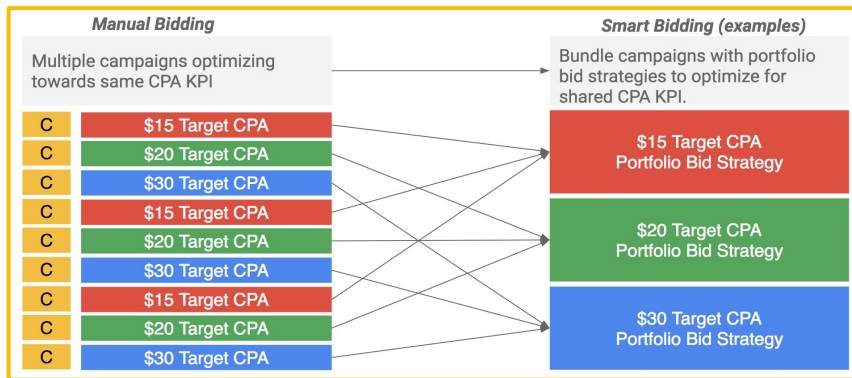 Manual Bidding
Smart Bidding (examples)
Multiple campaigns optimizing
towards same CPA KPI
Bundle campaigns with portfolio
bid strategies to optimize for
shared CPA KPI.
C $15 Target CPA
C $20 Target CPA
C $30 Target CPA
C $15 Target CPA
C $20 Target CPA
C $30 Target CPA
C $15 Target CPA
C $20 Target CPA
C $30 Target CPA
$15 Target CPA
Portfolio Bid Strategy
$20 Target CPA
Portfolio Bid Strategy
$30 Target CPA
Portfolio Bid Strategy